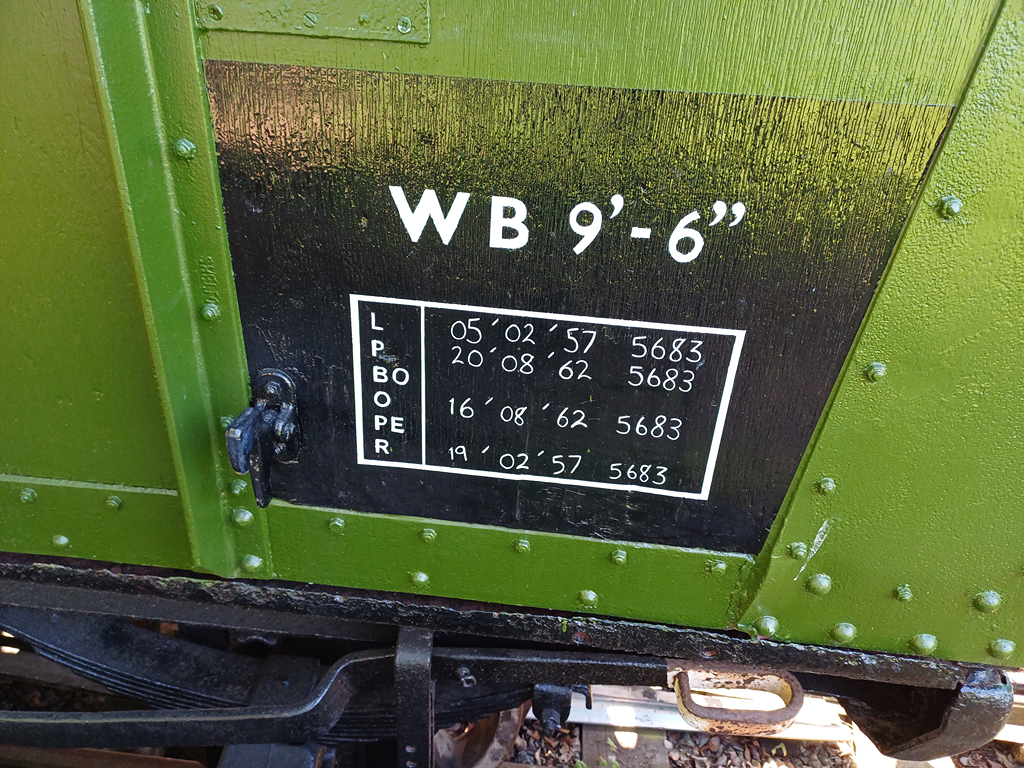 WB 9’-6”
L 05 ´02 ´57 5683
P 20 ´08 ´62 5683
BO
O 16 ´08 ´62 5683
PE
R 19 ´02 ´57 5683